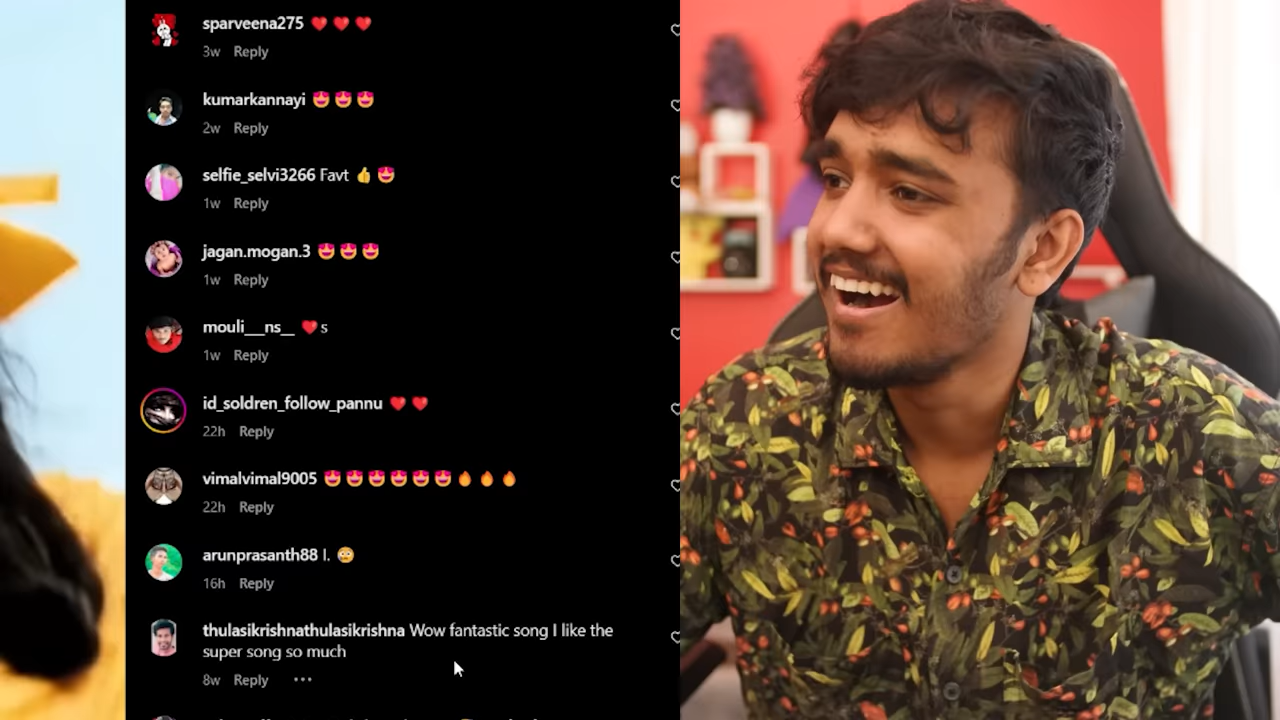 sparveena275 ❤️ ❤️ ❤️
3w Reply
kumarkannayi 😍 😍 😍
2w Reply
selfie_selvi3266 Favt 👍 😍
1w Reply
jagan.mogan.3 😍 😍 😍
1w Reply
mouli__ns__ ❤️ s
1w Reply
id_soldren_follow_pannu ❤️ ❤️
22h Reply
vimalvimal9005 😍 😍 😍 😍 😍 😍 🔥 🔥 🔥
22h Reply
arunprasanth88 I. 😳
16h Reply
thulasikrishnathulasikrishna Wow fantastic song I like the
super song so much
8w Reply •••